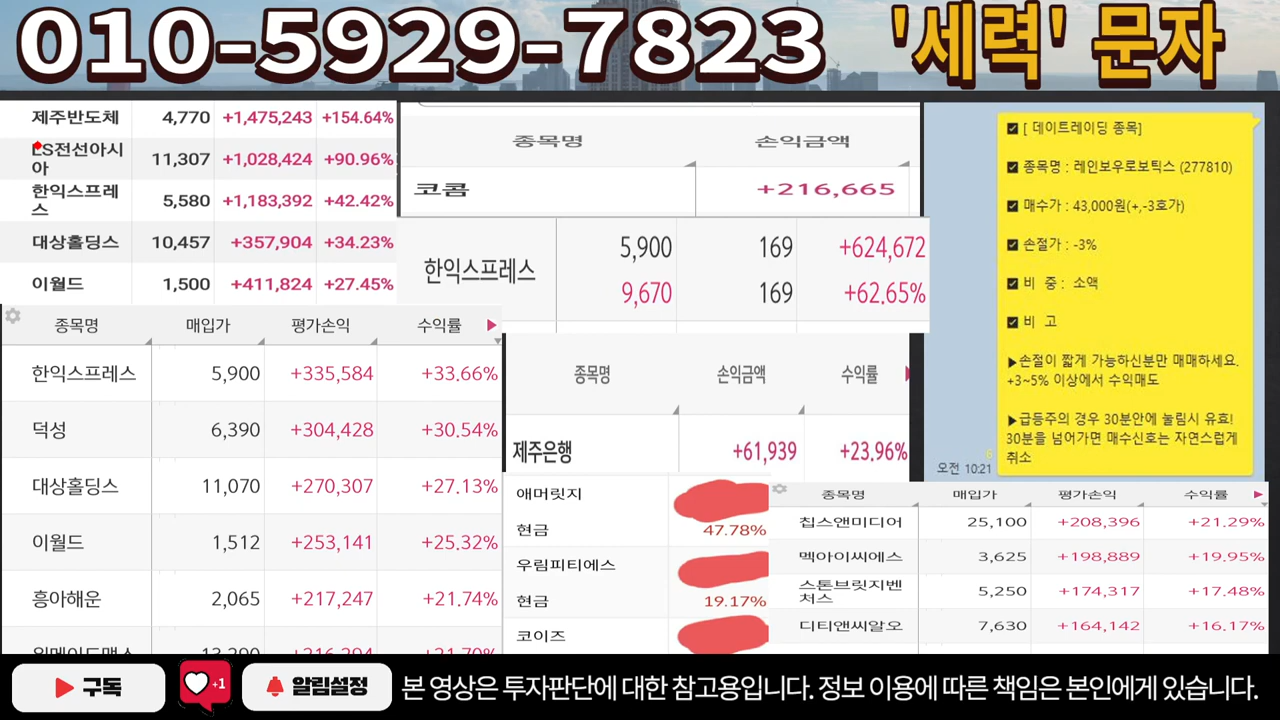 010-5929-7823 '세력' 문자
제주반도체 4,770 +1,475,243 +154.64%
LS전선아시아 11,307 +1,028,424 +90.96%
한익스프레스 5,580 +1,183,392 +42.42%
대상홀딩스 10,457 +357,904 +34.23%
이월드 1,500 +411,824 +27.45%
종목명 손익금액
코콤 +216,665
한익스프레스 5,900 169 +624,672
9,670 169 +62,65%
☑ [ 데이트레이딩 종목]
☑ 종목명 : 레인보우로보틱스 (277810)
☑ 매수가 : 43,000원(+,-3호가)
☑ 손절가 : -3%
☑ 비 중 : 소액
☑ 비 고
▶손절이 짧게 가능하신분만 매매하세요.
+3~5% 이상에서 수익매도
▶급등주의 경우 30분안에 눌림시 유효!
30분을 넘어가면 매수신호는 자연스럽게
취소
6
오전 10:21
종목명 매입가 평가손익 수익률
한익스프레스 5,900 +335,584 +33.66%
덕성 6,390 +304,428 +30.54%
대상홀딩스 11,070 +270,307 +27.13%
이월드 1,512 +253,141 +25.32%
흥아해운 2,065 +217,247 +21.74%
종목명 손익금액 수익률
제주은행 +61,939 +23,96%
애머릿지
현금 47.78%
우림피티에스
현금 19.17%
코이즈
종목명 매입가 평가손익 수익률
칩스앤미디어 25,100 +208,396 +21.29%
멕아이씨에스 3,625 +198,889 +19.95%
스톤브릿지벤처스 5,250 +174,317 +17.48%
디티앤씨알오 7,630 +164,142 +16.17%
구독 +1 알림설정 본 영상은 투자판단에 대한 참고용입니다. 정보 이용에 따른 책임은 본인에게 있습니다.